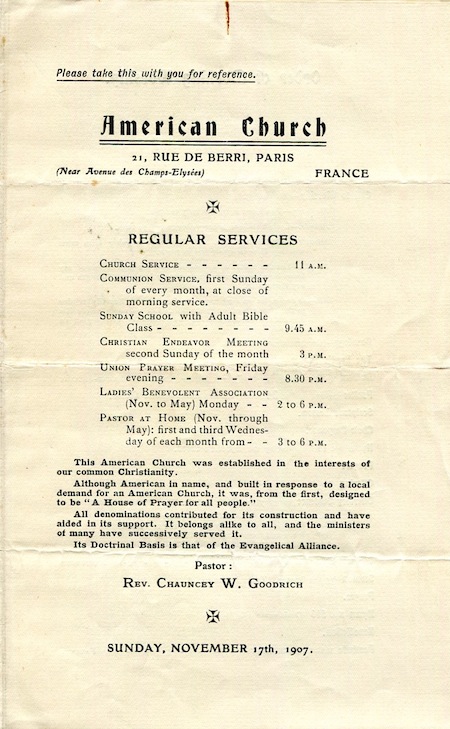 Please take this with you for reference.
American Church
21, RUE DE BERRI, PARIS
(Near Avenue des Champs-Elysées) FRANCE
REGULAR SERVICES
CHURCH SERVICE - - - - - - 11 A.M.
COMMUNION SERVICE, first Sunday
of every month, at close of
morning service.
SUNDAY SCHOOL with Adult Bible
Class - - - - - - - - 9.45 A.M.
CHRISTIAN ENDEAVOR MEETING
second Sunday of the month 3 P.M.
UNION PRAYER MEETING, Friday
evening - - - - - - - 8.30 P.M.
LADIES' BENEVOLENT ASSOCIATION
(Nov. to May) Monday - - 2 to 6 P.M.
PASTOR AT HOME (Nov. through
May): first and third Wednes-
day of each month from - - 3 to 6 P.M.
This American Church was established in the interests of
our common Christianity.
Although American in name, and built in response to a local
demand for an American Church, it was, from the first, designed
to be "A House of Prayer for all people."
All denominations contributed for its construction and have
aided in its support. It belongs alike to all, and the ministers
of many have successively served it.
Its Doctrinal Basis is that of the Evangelical Alliance.
Pastor:
REV. CHAUNCEY W. GOODRICH
SUNDAY, NOVEMBER 17th, 1907.